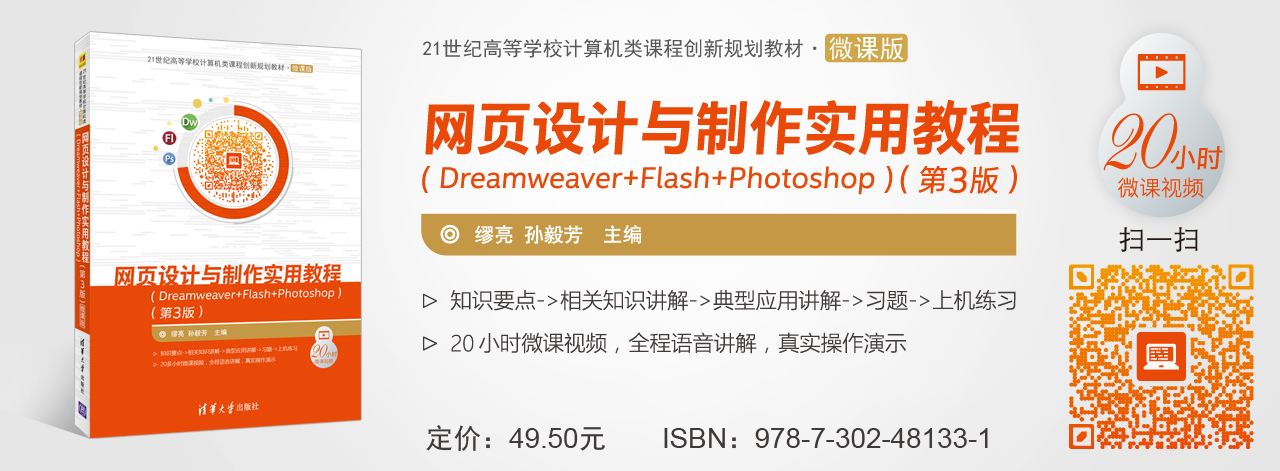 21世纪高等学校计算机类课程创新规划教材·微课版
网页设计与制作实用教程
(Dreamweaver+Flash+Photoshop)(第3版)
缪亮 孙毅芳 主编
知识要点->相关知识讲解->典型应用讲解->习题->上机练习
20小时微课视频，全程语音讲解，真实操作演示
定价：49.50元 ISBN：978-7-302-48133-1
20小时
微课视频
扫一扫
21世纪高等学校计算机类课程创新规划教材·微课版
Dw
Fl
Ps
网页设计与制作实用教程
(Dreamweaver+Flash+Photoshop)
(第3版)
缪亮 孙毅芳 主编
知识要点->相关知识讲解->典型应用讲解->习题->上机练习
20多小时微课视频，全程语音讲解，真实操作演示
20小时
微课视频
清华大学出版社
网页设计与制作实用教程
(Dreamweaver+Flash+Photoshop)
(第3版)
清华大学出版社